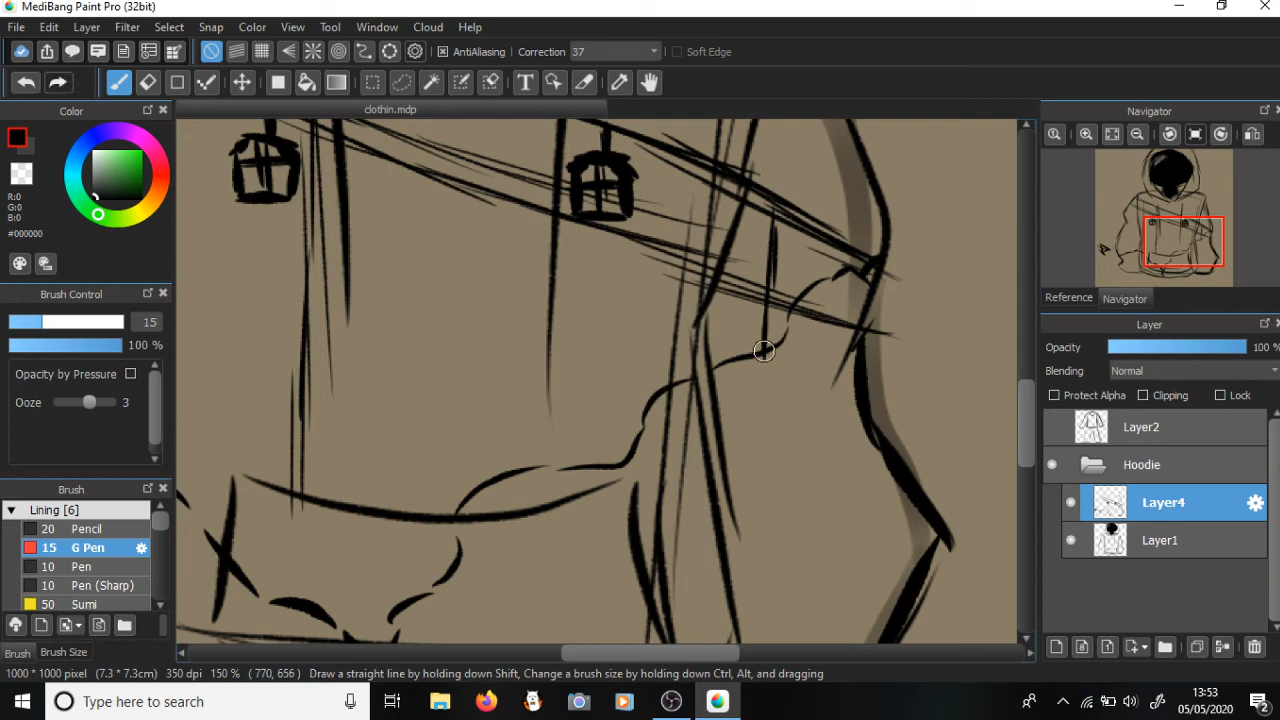 MediBang Paint Pro (32bit)
File Edit Layer Filter Select Snap Color View Tool Window Cloud Help
AntiAliasing Correction 37 Soft Edge
Color
clothin.mdp
Navigator
R:0
G:0
B:0
#000000
Brush Control
15
100 %
Opacity by Pressure
Ooze 3
Reference Navigator
Layer
Opacity 100 %
Blending Normal
Protect Alpha Clipping Lock
Layer2
Hoodie
Layer4
Layer1
Brush
Lining [6]
20 Pencil
15 G Pen
10 Pen
10 Pen (Sharp)
50 Sumi
Brush Brush Size
1000 * 1000 pixel (7.3 * 7.3cm) 350 dpi 150 % ( 770, 656) Draw a straight line by holding down Shift, Change a brush size by holding down Ctrl, Alt, and dragging
Type here to search
13:53
05/05/2020
2